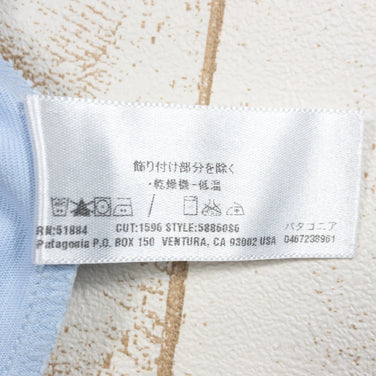 飾り付け部分を除く
・乾燥機-低温
RN:51884 CUT:1596 STYLE:58860S6 パタゴニア
Patagonia P.O. BOX 150 VENTURA, CA 93002 USA 0467238961